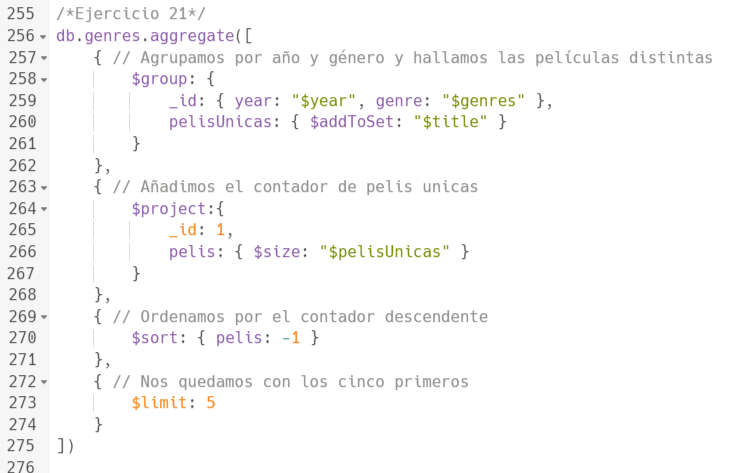 255 /*Ejercicio 21*/
256 db.genres.aggregate([
257 { // Agrupamos por año y género y hallamos las películas distintas
258 $group: {
259 _id: { year: "$year", genre: "$genres" },
260 pelisUnicas: { $addToSet: "$title" }
261 }
262 },
263 { // Añadimos el contador de pelis unicas
264 $project:{
265 _id: 1,
266 pelis: { $size: "$pelisUnicas" }
267 }
268 },
269 { // Ordenamos por el contador descendente
270 $sort: { pelis: -1 }
271 },
272 { // Nos quedamos con los cinco primeros
273 $limit: 5
274 }
275 ])
276